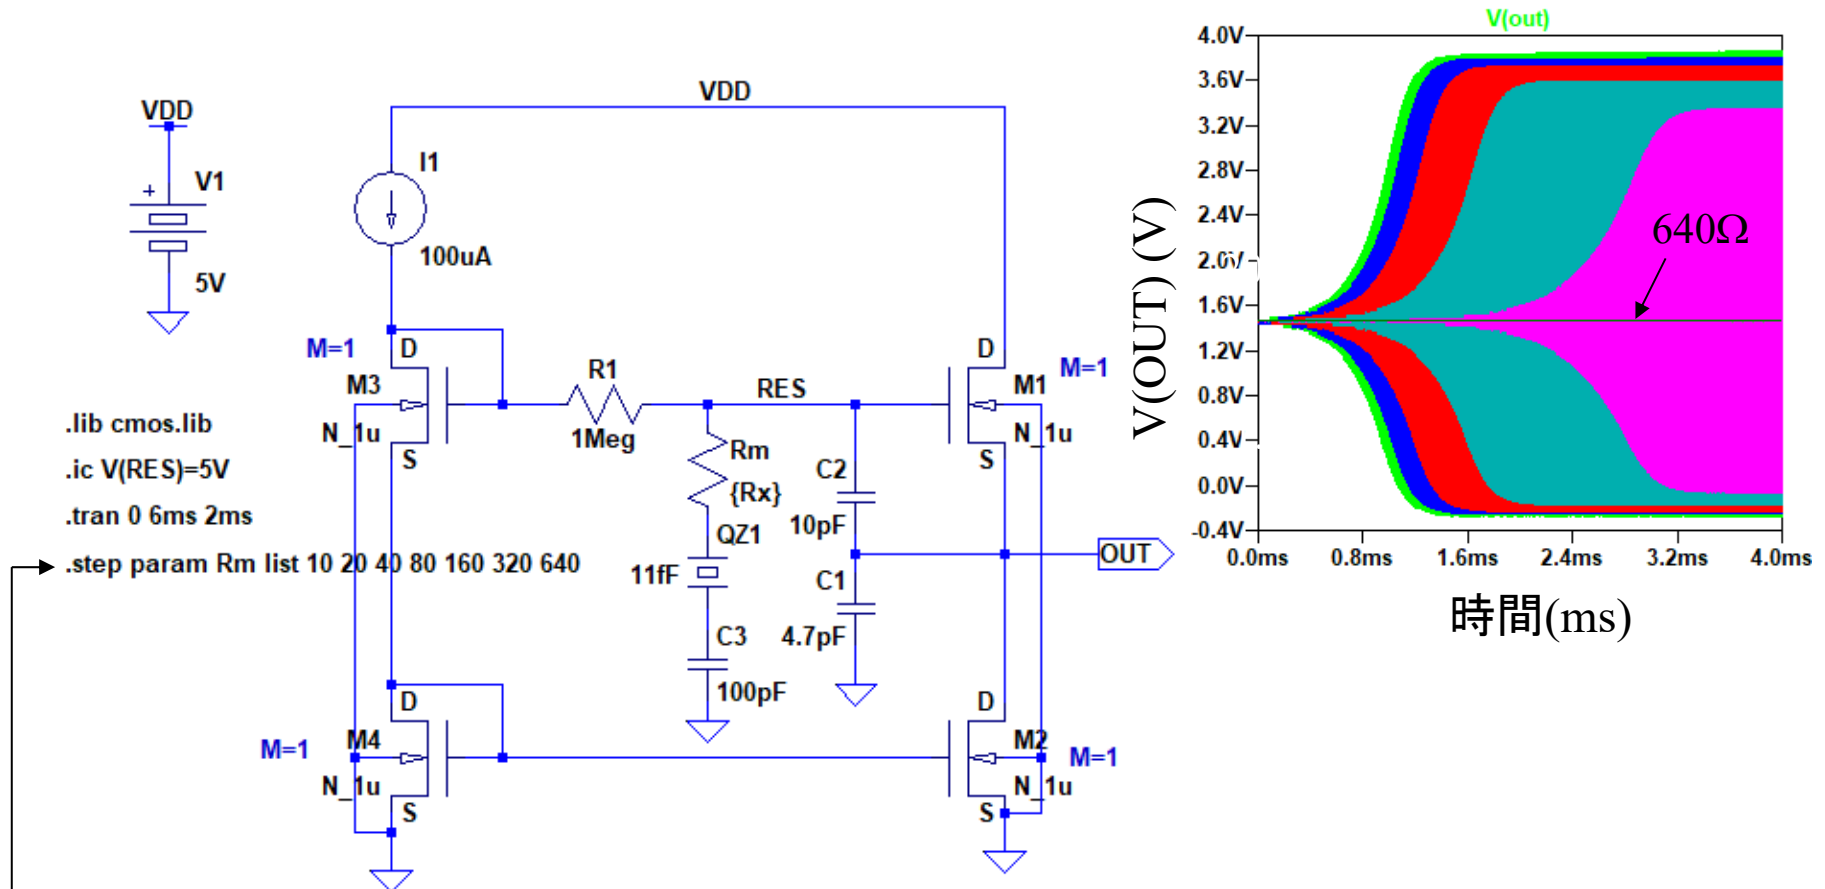 VDD
V1
5V
VDD
I1
100uA
M=1
D
M3
N_1u
S
R1
1Meg
RES
Rm
{Rx}
QZ1
11fF
C3
100pF
C2
10pF
C1
4.7pF
D
M1
M=1
N_1u
S
OUT
.lib cmos.lib
.ic V(RES)=5V
.tran 0 6ms 2ms
.step param Rm list 10 20 40 80 160 320 640
D
M=1
M4
N_1u
S
D
M2
M=1
N_1u
S
V(out)
4.0V
3.6V
3.2V
2.8V
2.4V
2.0V
1.6V
1.2V
0.8V
0.4V
0.0V
-0.4V
V(OUT) (V)
640Ω
0.0ms 0.8ms 1.6ms 2.4ms 3.2ms 4.0ms
時間(ms)